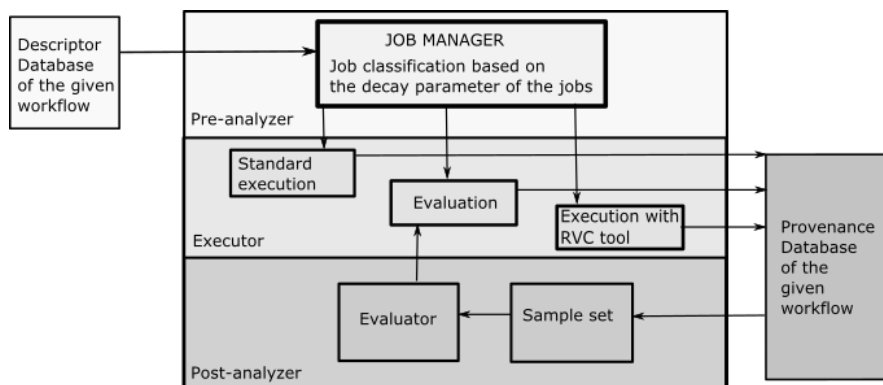 Descriptor
Database
of the given
workflow
JOB MANAGER
Job classification based on
the decay parameter of the jobs
Pre-analyzer
Standard
execution
Evaluation
Execution with
RVC tool
Executor
Provenance
Database
of the
given
workflow
Evaluator
Sample set
Post-analyzer